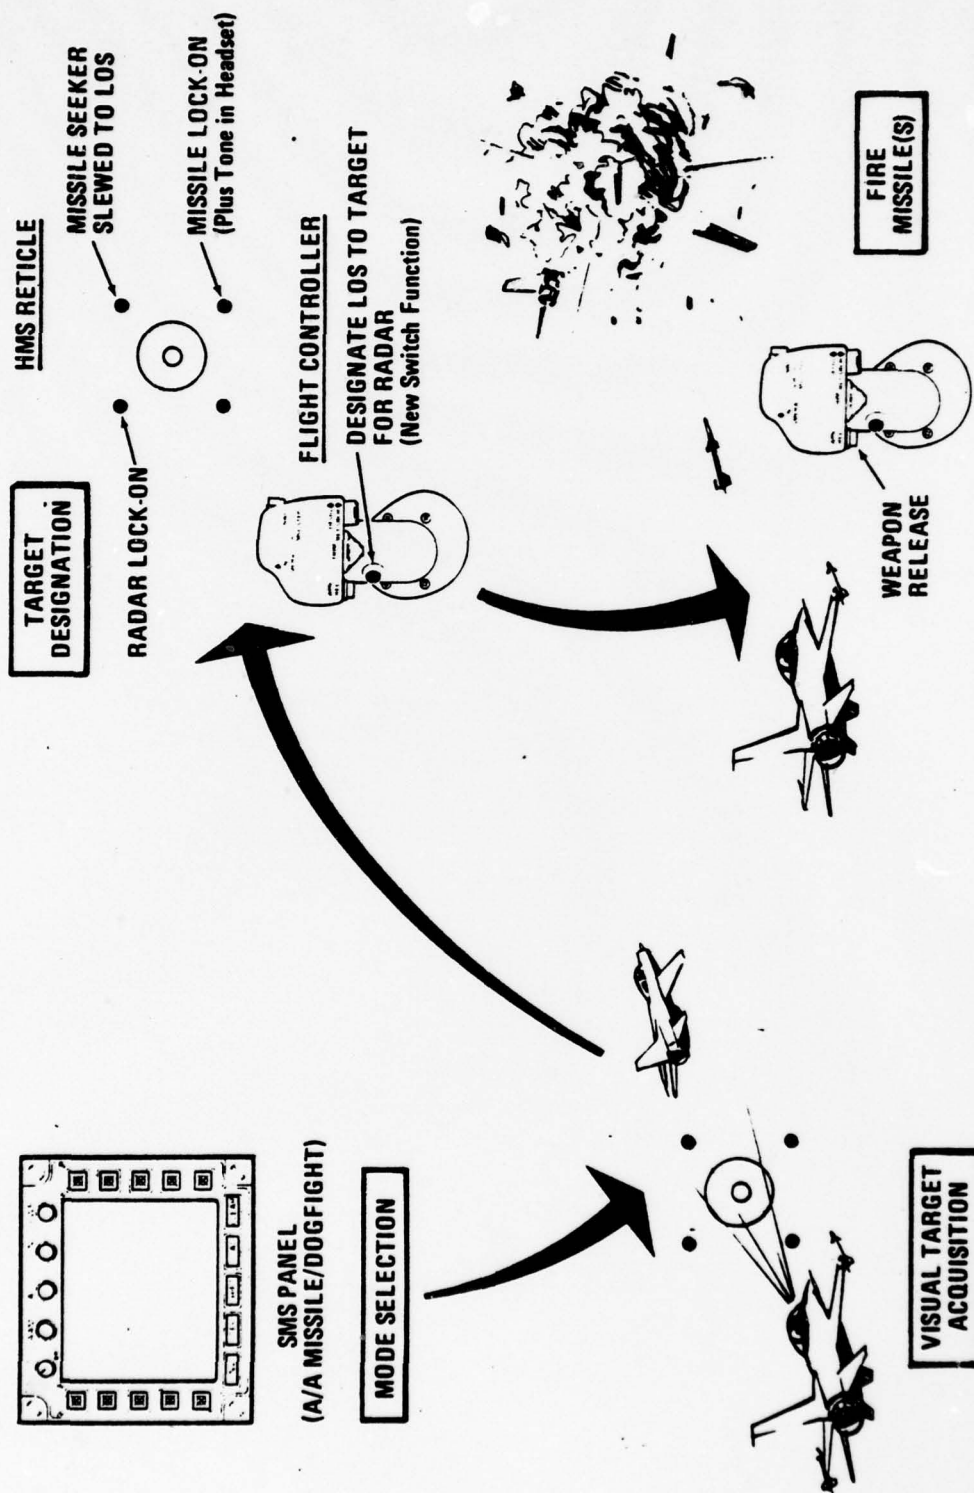 SMS PANEL
(A/A MISSILE/DOGFIGHT)
MODE SELECTION
VISUAL TARGET
ACQUISITION
TARGET
DESIGNATION
HMS RETICLE
RADAR LOCK-ON
MISSILE SEEKER
SLEWED TO LOS
MISSILE LOCK-ON
(Plus Tone in Headset)
FLIGHT CONTROLLER
DESIGNATE LOS TO TARGET
FOR RADAR
(New Switch Function)
WEAPON
RELEASE
FIRE
MISSILE(S)